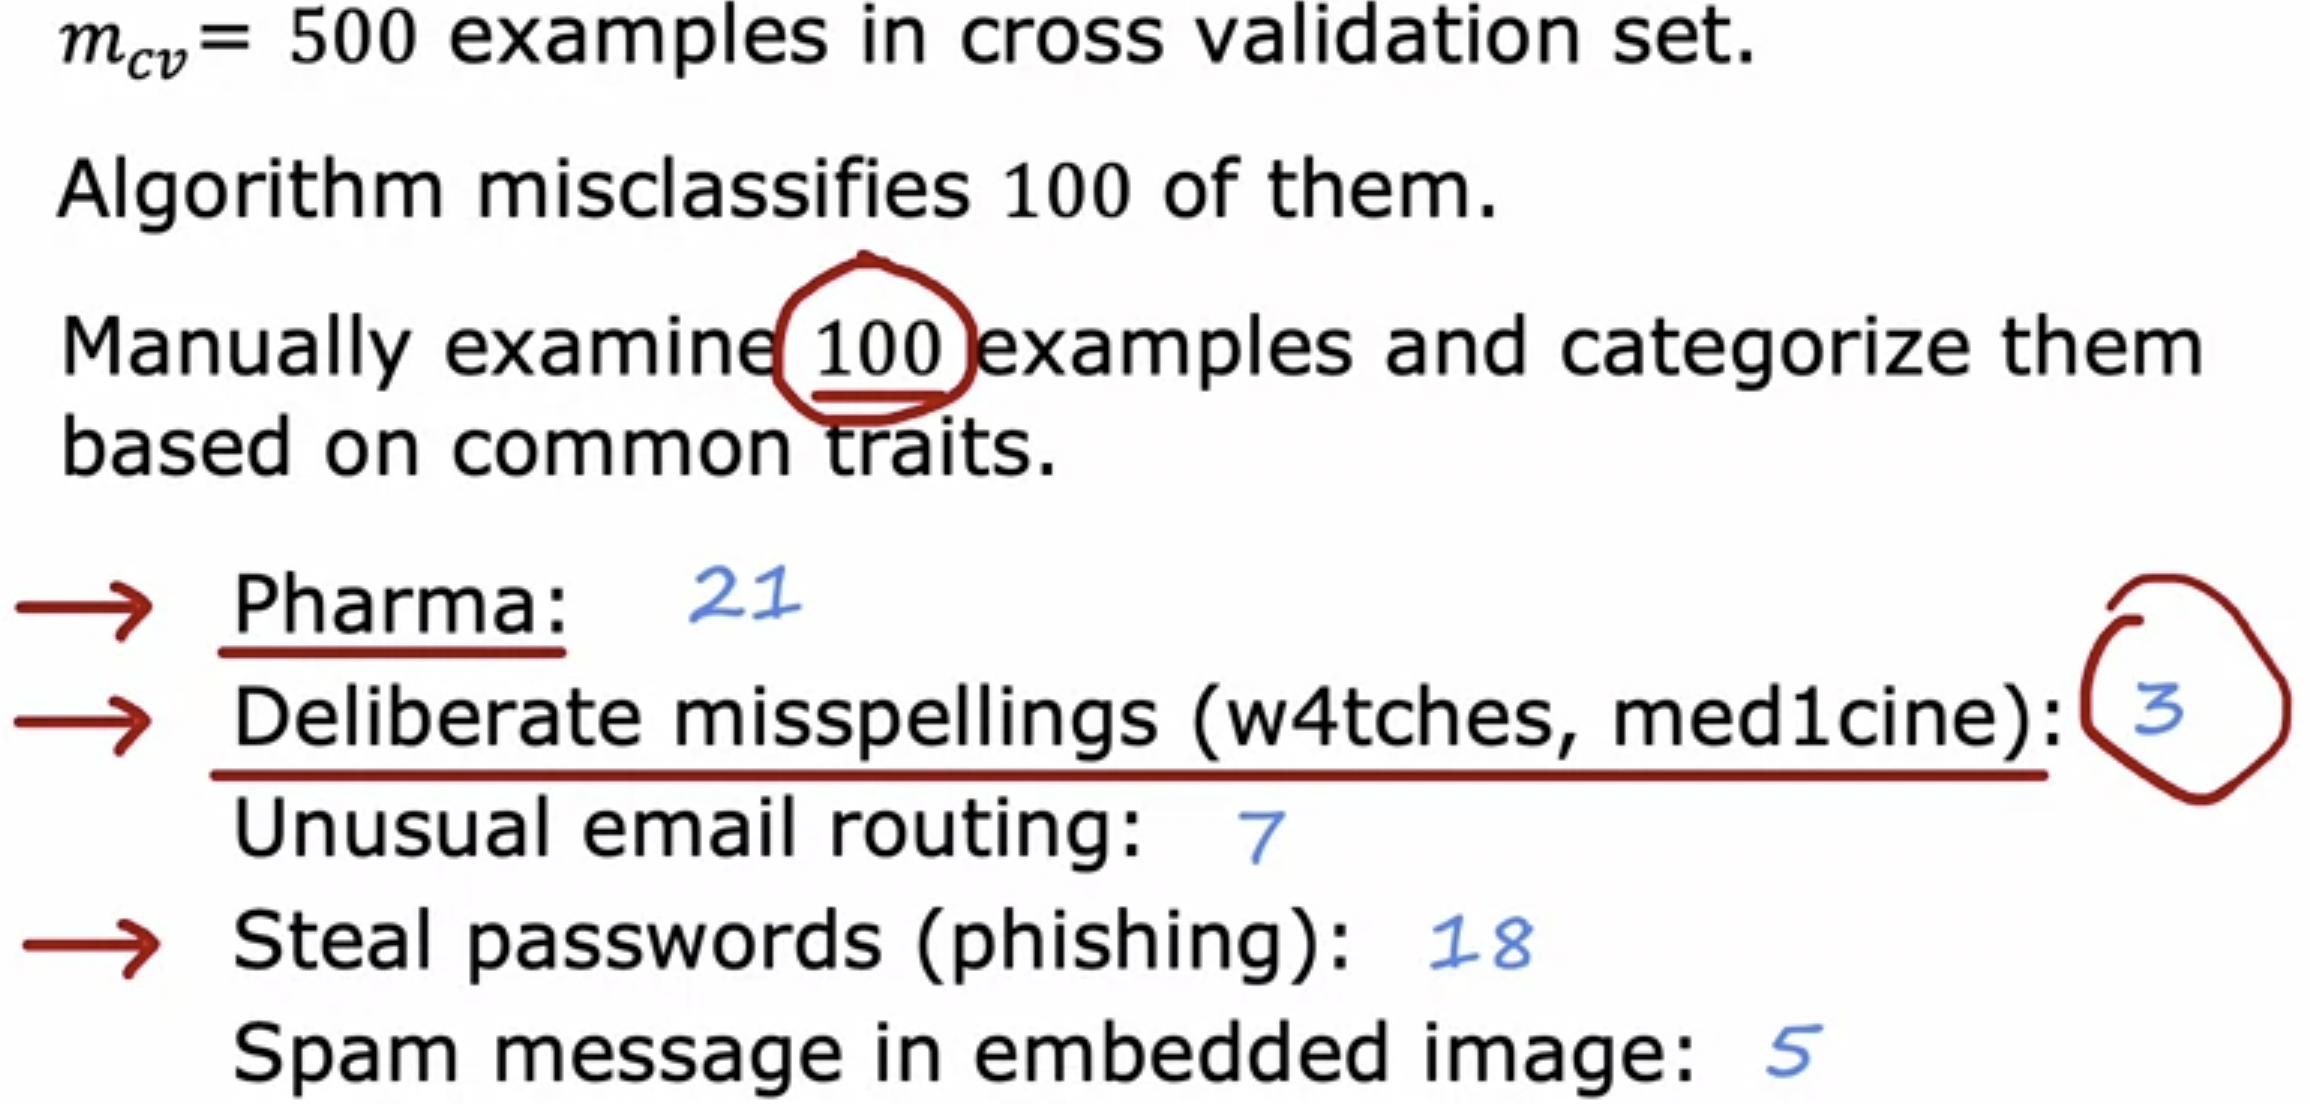 m_cv = 500 examples in cross validation set.
Algorithm misclassifies 100 of them.
Manually examine 100 examples and categorize them
based on common traits.
Pharma: 21
Deliberate misspellings (w4tches, med1cine): 3
Unusual email routing: 7
Steal passwords (phishing): 18
Spam message in embedded image: 5